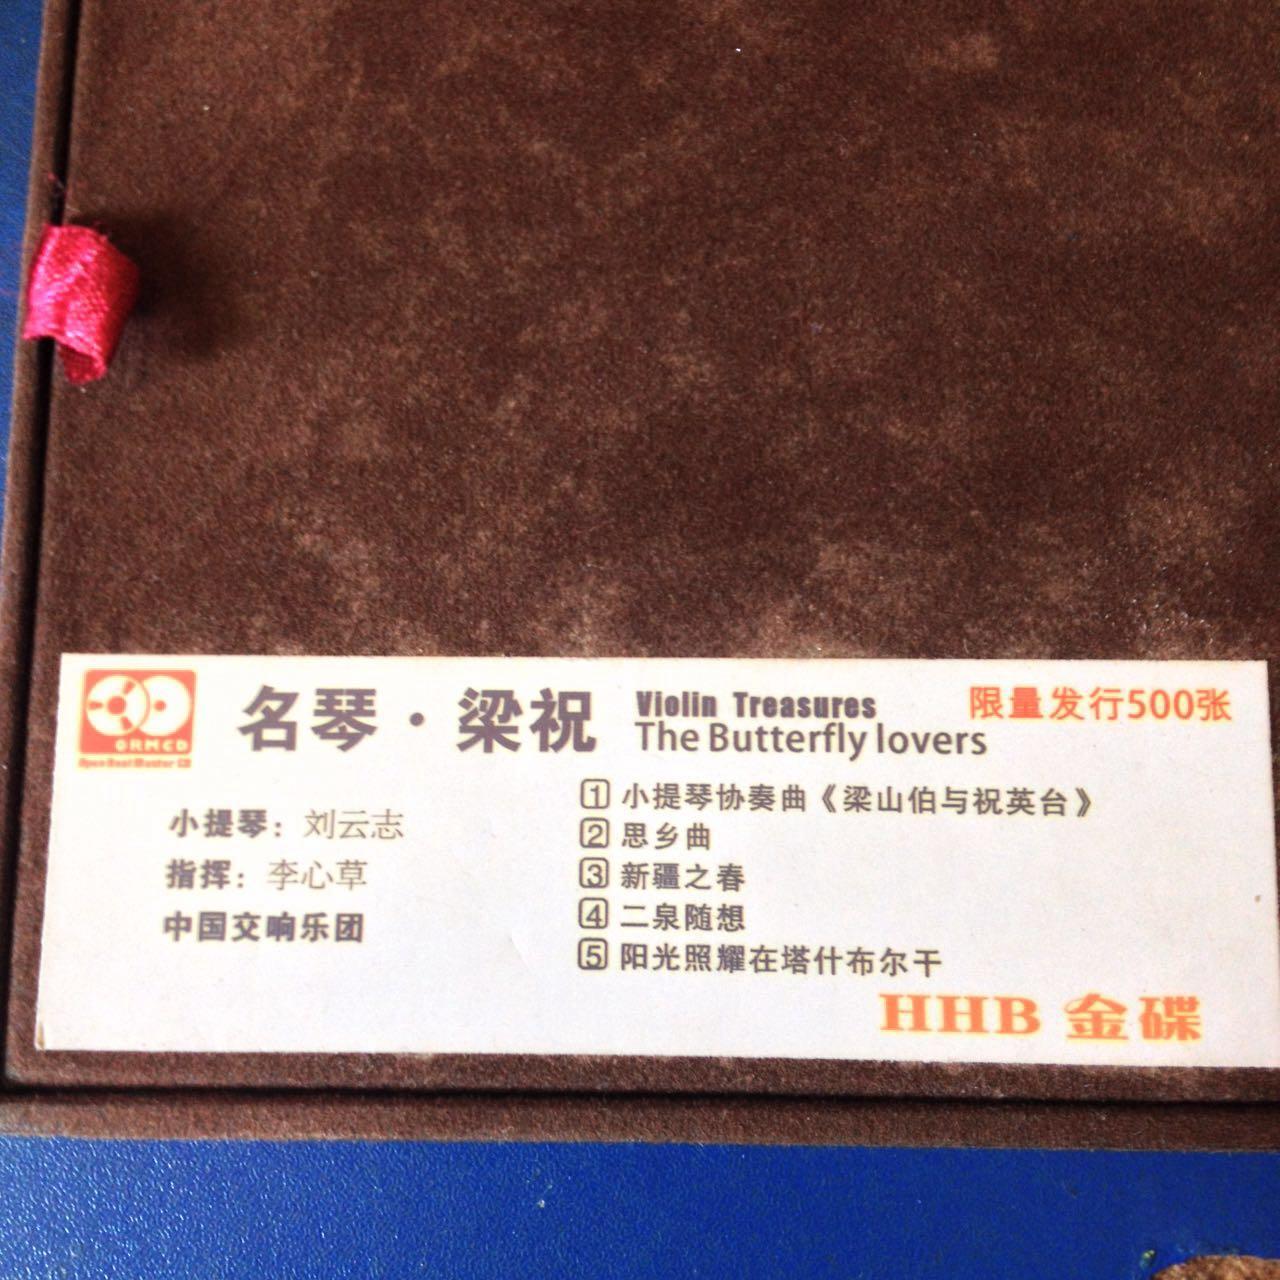 ORMCD
Open Reel Master CD
名琴·梁祝
Violin Treasures
The Butterfly lovers
限量发行500张
小提琴：刘云志
指挥：李心草
中国交响乐团
1 小提琴协奏曲《梁山伯与祝英台》
2 思乡曲
3 新疆之春
4 二泉随想
5 阳光照耀在塔什布尔干
HHB 金碟